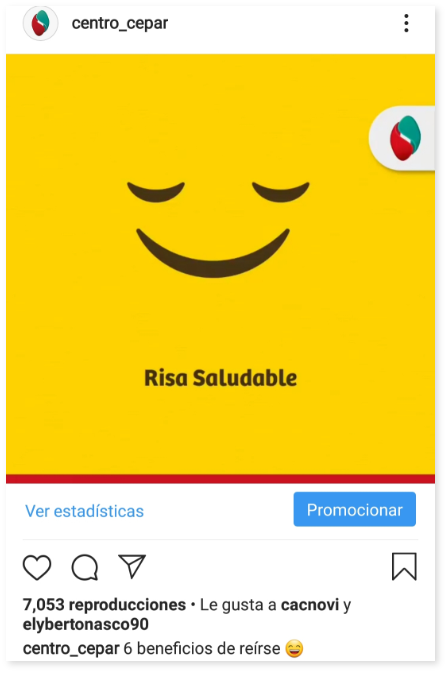 centro_cepar
Risa Saludable
Ver estadísticas
Promocionar
7,053 reproducciones • Le gusta a cacnovi y
elybertonasco90
centro_cepar 6 beneficios de reírse 😄